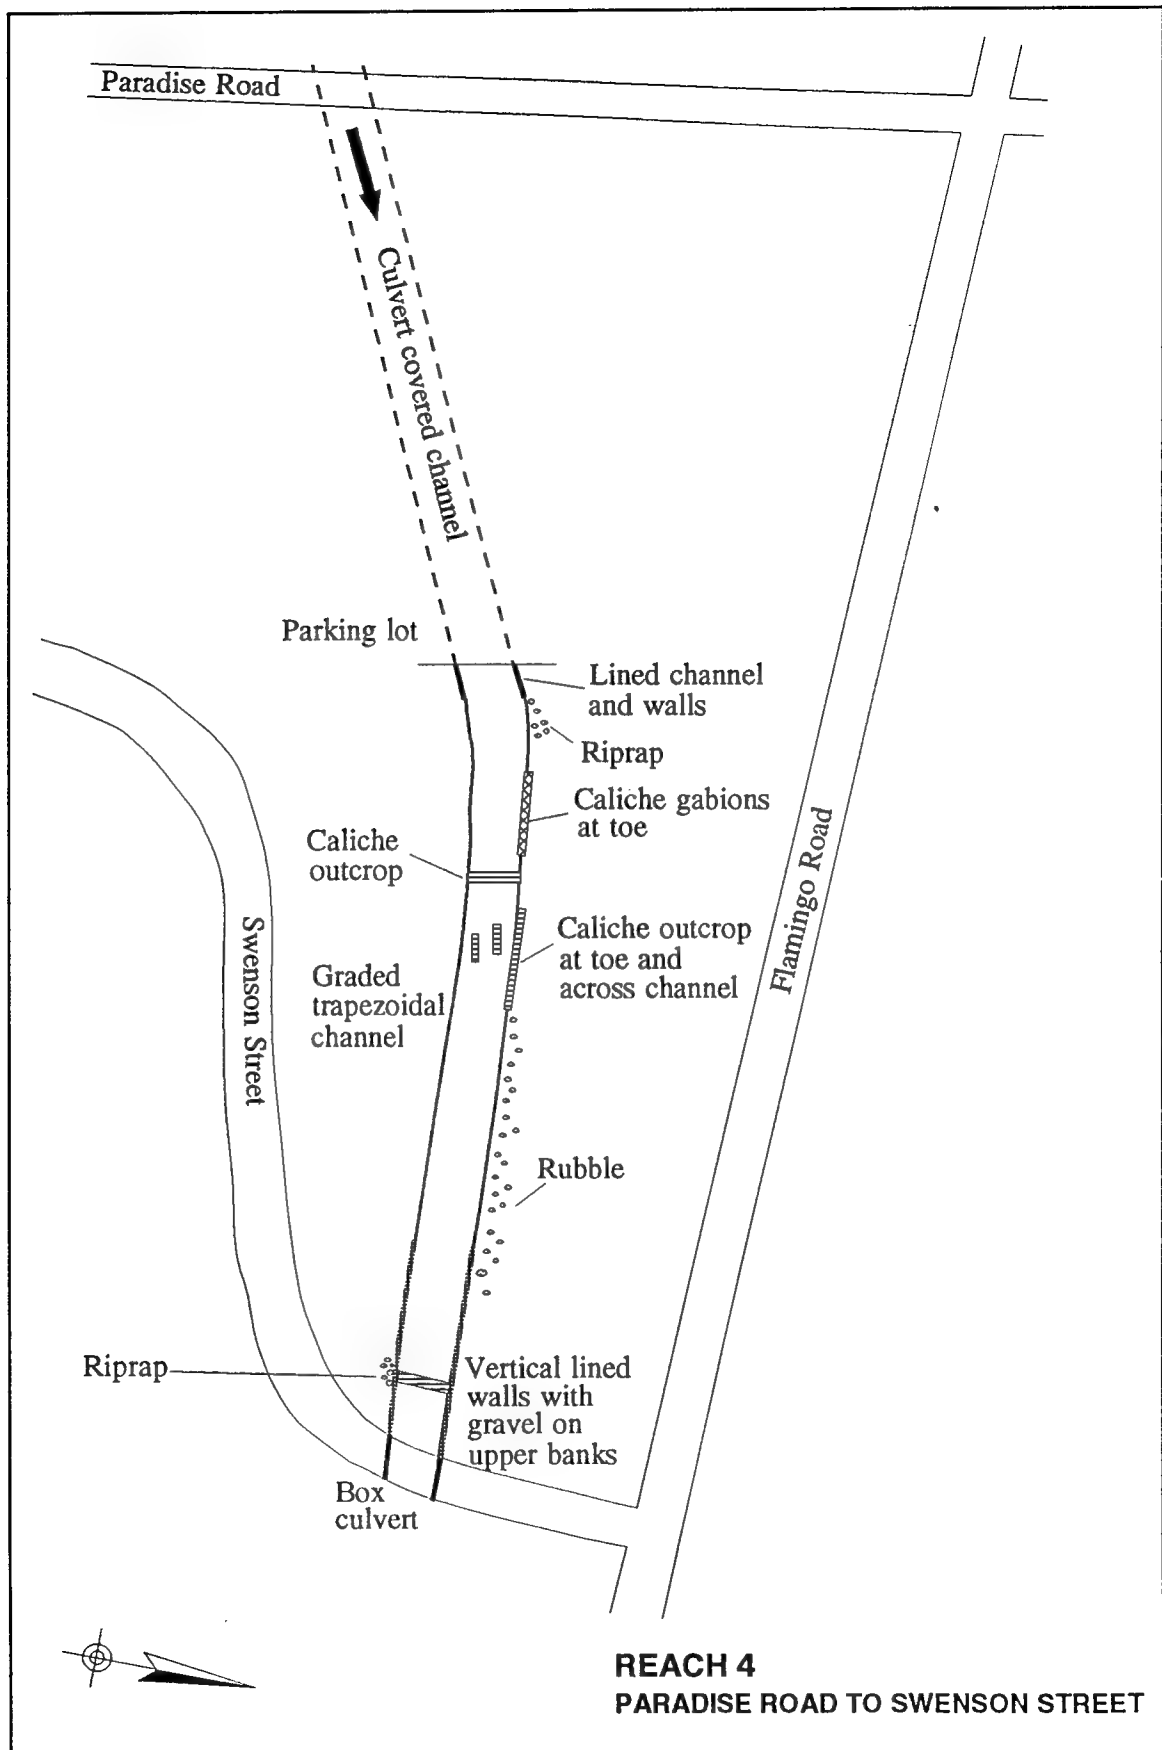 Paradise Road
Culvert covered channel
Parking lot
Lined channel
and walls
Riprap
Caliche gabions
at toe
Caliche
outcrop
Flamingo Road
Swenson Street
Caliche outcrop
at toe and
across channel
Graded
trapezoidal
channel
Rubble
Riprap
Vertical lined
walls with
gravel on
upper banks
Box
culvert
REACH 4
PARADISE ROAD TO SWENSON STREET